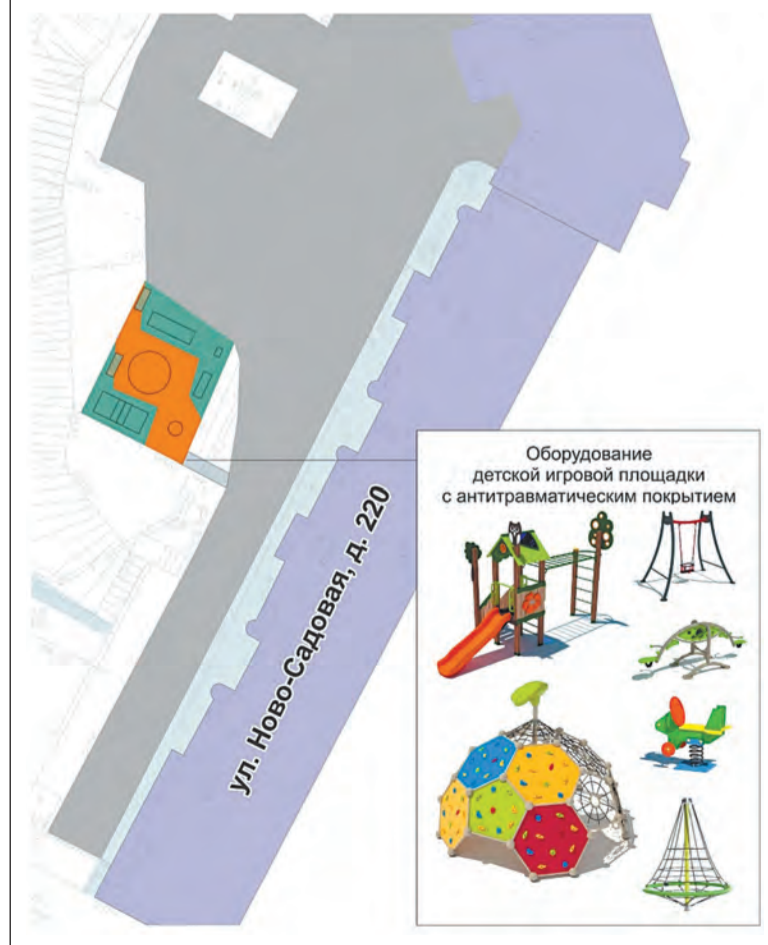 Оборудование
детской игровой площадки
с антитравматическим покрытием
ул. Ново-Садовая, д. 220